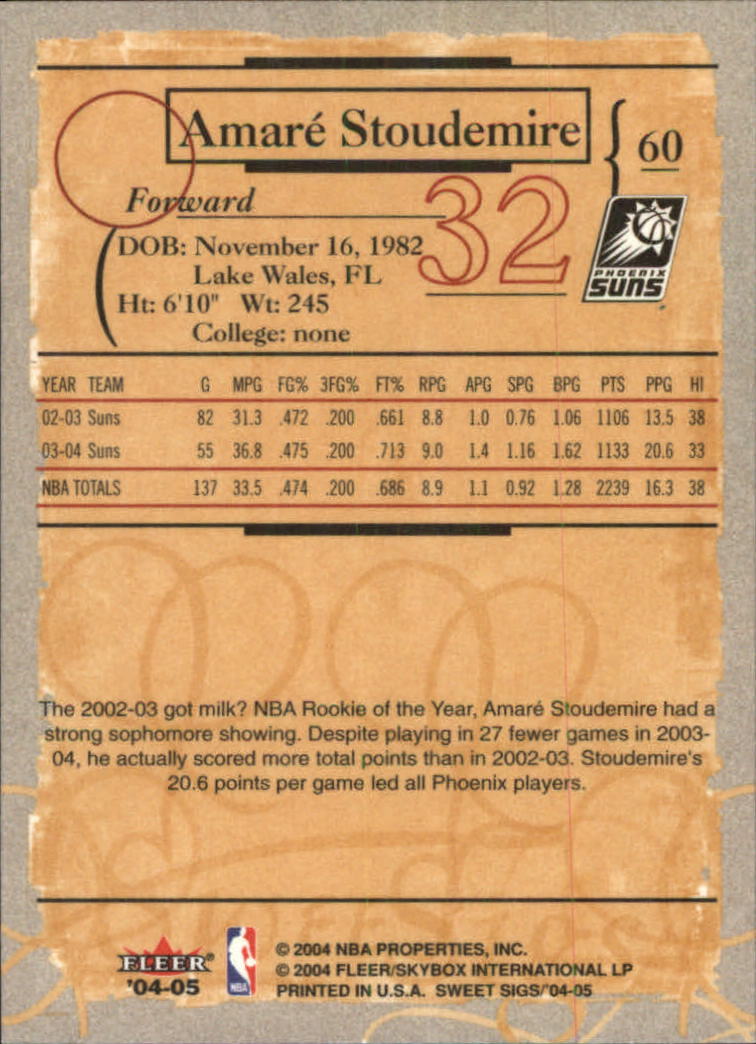 Amaré Stoudemire
60
Forward
32
DOB: November 16, 1982
Lake Wales, FL
Ht: 6'10" Wt: 245
College: none
PHOENIX
SUNS
YEAR TEAM G MPG FG% 3FG% FT% RPG APG SPG BPG PTS PPG HI
02-03 Suns 82 31.3 .472 .200 .661 8.8 1.0 0.76 1.06 1106 13.5 38
03-04 Suns 55 36.8 .475 .200 .713 9.0 1.4 1.16 1.62 1133 20.6 33
NBA TOTALS 137 33.5 .474 .200 .686 8.9 1.1 0.92 1.28 2239 16.3 38
The 2002-03 got milk? NBA Rookie of the Year, Amaré Stoudemire had a
strong sophomore showing. Despite playing in 27 fewer games in 2003-
04, he actually scored more total points than in 2002-03. Stoudemire's
20.6 points per game led all Phoenix players.
FLEER®
'04-05
NBA
© 2004 NBA PROPERTIES, INC.
© 2004 FLEER/SKYBOX INTERNATIONAL LP
PRINTED IN U.S.A. SWEET SIGS/'04-05